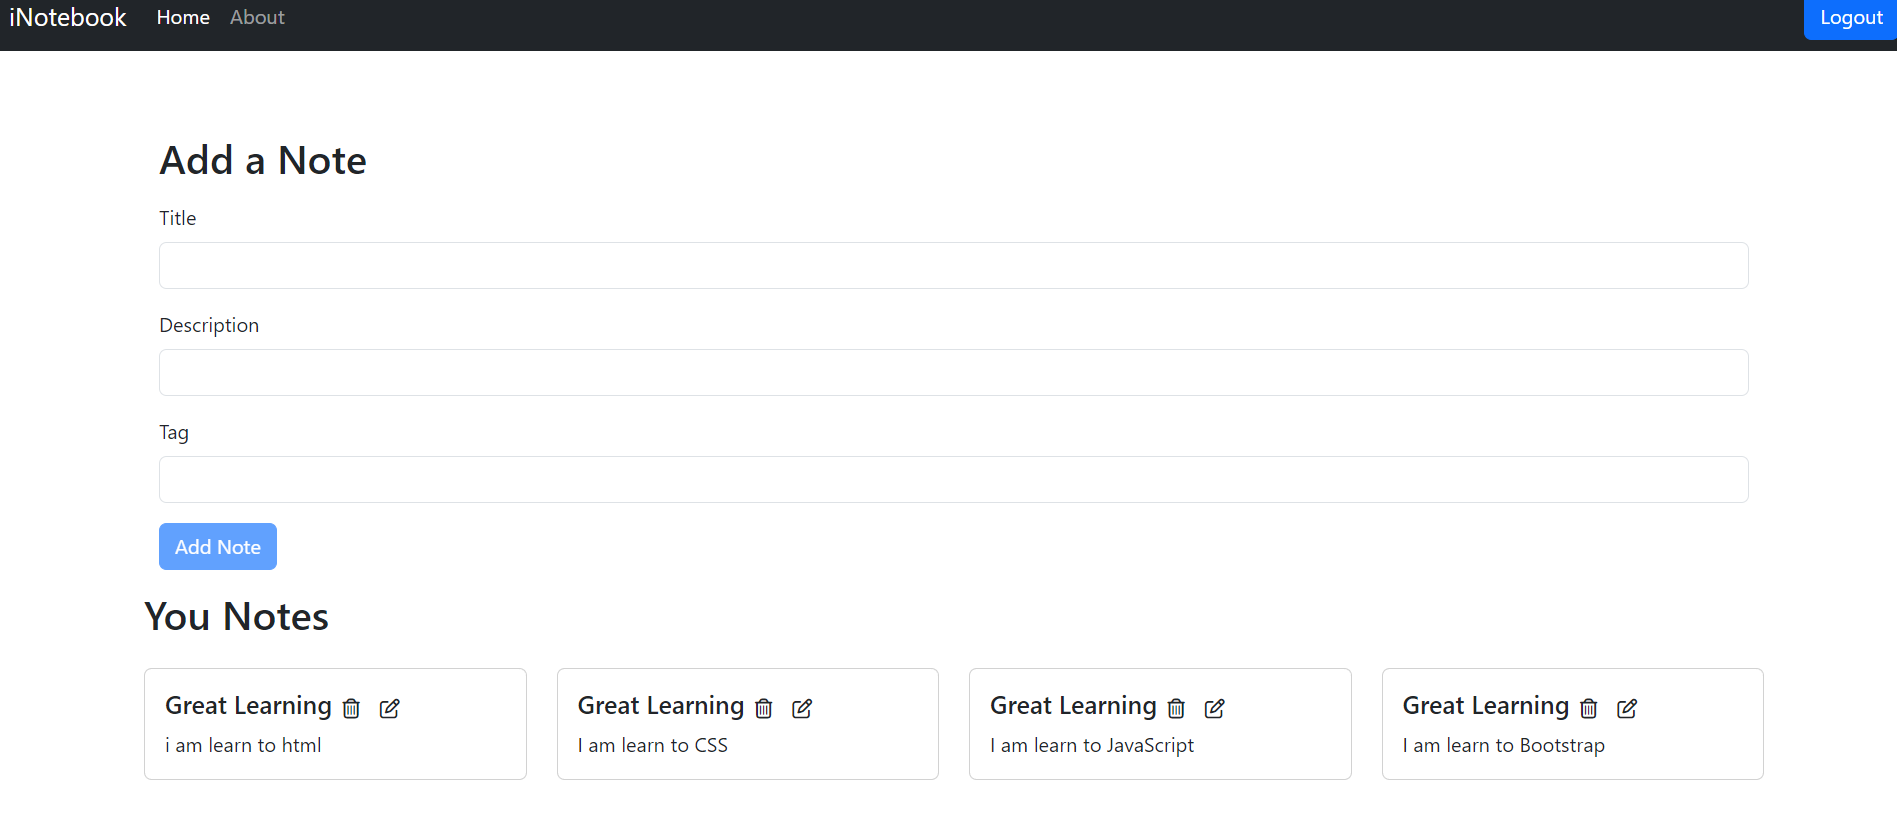 iNotebook Home About Logout
Add a Note
Title
Description
Tag
Add Note
You Notes
Great Learning
i am learn to html
Great Learning
I am learn to CSS
Great Learning
I am learn to JavaScript
Great Learning
I am learn to Bootstrap